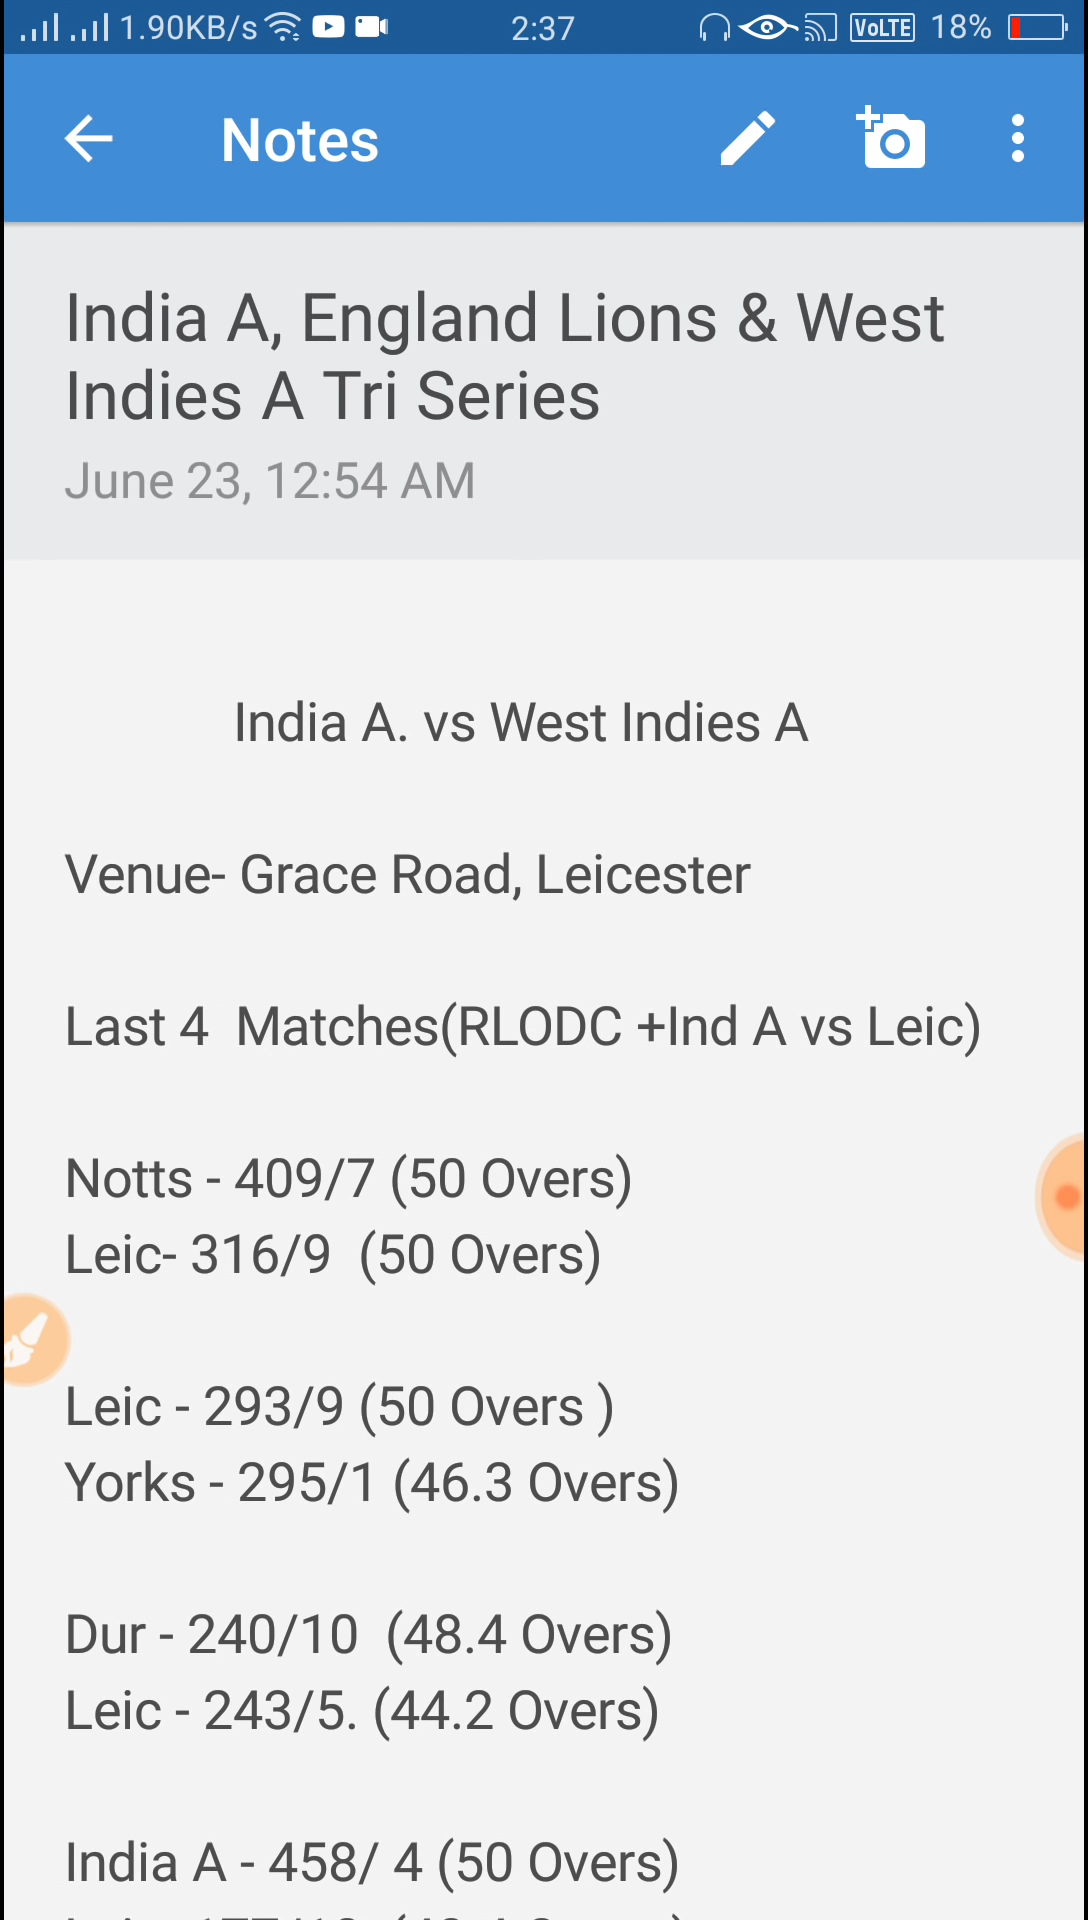 1.90KB/s 2:37 VoLTE 18%
Notes
India A, England Lions & West
Indies A Tri Series
June 23, 12:54 AM
India A. vs West Indies A
Venue- Grace Road, Leicester
Last 4  Matches(RLODC +Ind A vs Leic)
Notts - 409/7 (50 Overs)
Leic- 316/9  (50 Overs)
Leic - 293/9 (50 Overs )
Yorks - 295/1 (46.3 Overs)
Dur - 240/10  (48.4 Overs)
Leic - 243/5. (44.2 Overs)
India A - 458/ 4 (50 Overs)